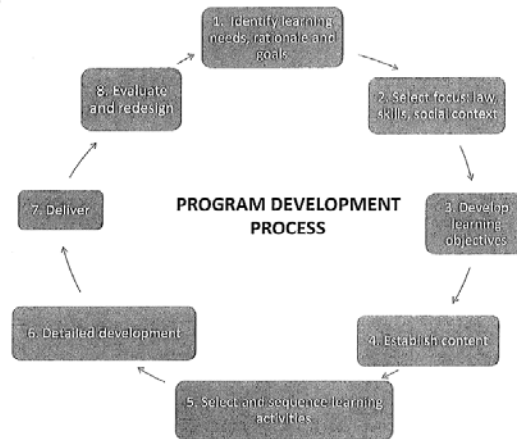 1. Identify learning
needs, rationale and
goals
2. Select focus: law,
skills, social context
3. Develop
learning
objectives
4. Establish content
5. Select and sequence learning
activities
6. Detailed development
7. Deliver
8. Evaluate
and redesign
PROGRAM DEVELOPMENT
PROCESS